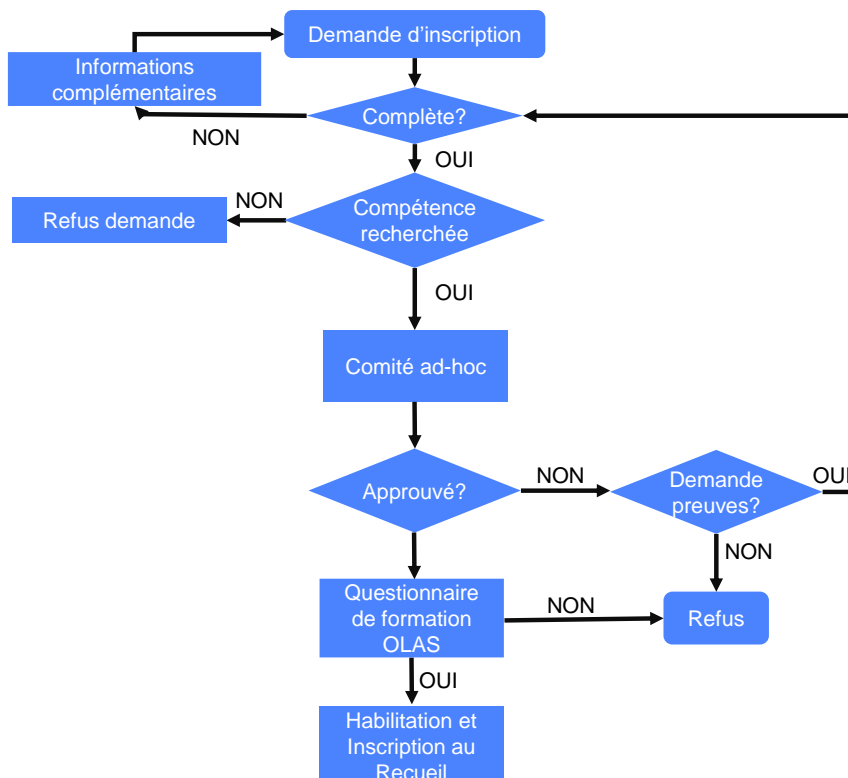 Demande d'inscription
Informations
complémentaires
Complète?
NON
OUI
NON
Compétence
recherchée
Refus demande
OUI
Comité ad-hoc
Approuvé?
NON
Demande
preuves?
OUI
NON
Questionnaire
de formation
OLAS
NON
Refus
OUI
Habilitation et
Inscription au
Recueil